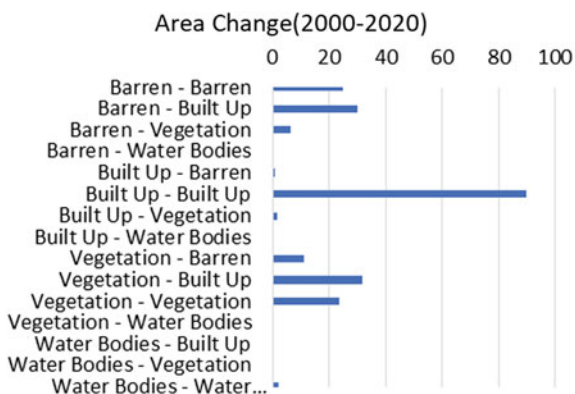 Area Change(2000-2020)
0 20 40 60 80 100
Barren - Barren
Barren - Built Up
Barren - Vegetation
Barren - Water Bodies
Built Up - Barren
Built Up - Built Up
Built Up - Vegetation
Built Up - Water Bodies
Vegetation - Barren
Vegetation - Built Up
Vegetation - Vegetation
Vegetation - Water Bodies
Water Bodies - Built Up
Water Bodies - Vegetation
Water Bodies - Water ...